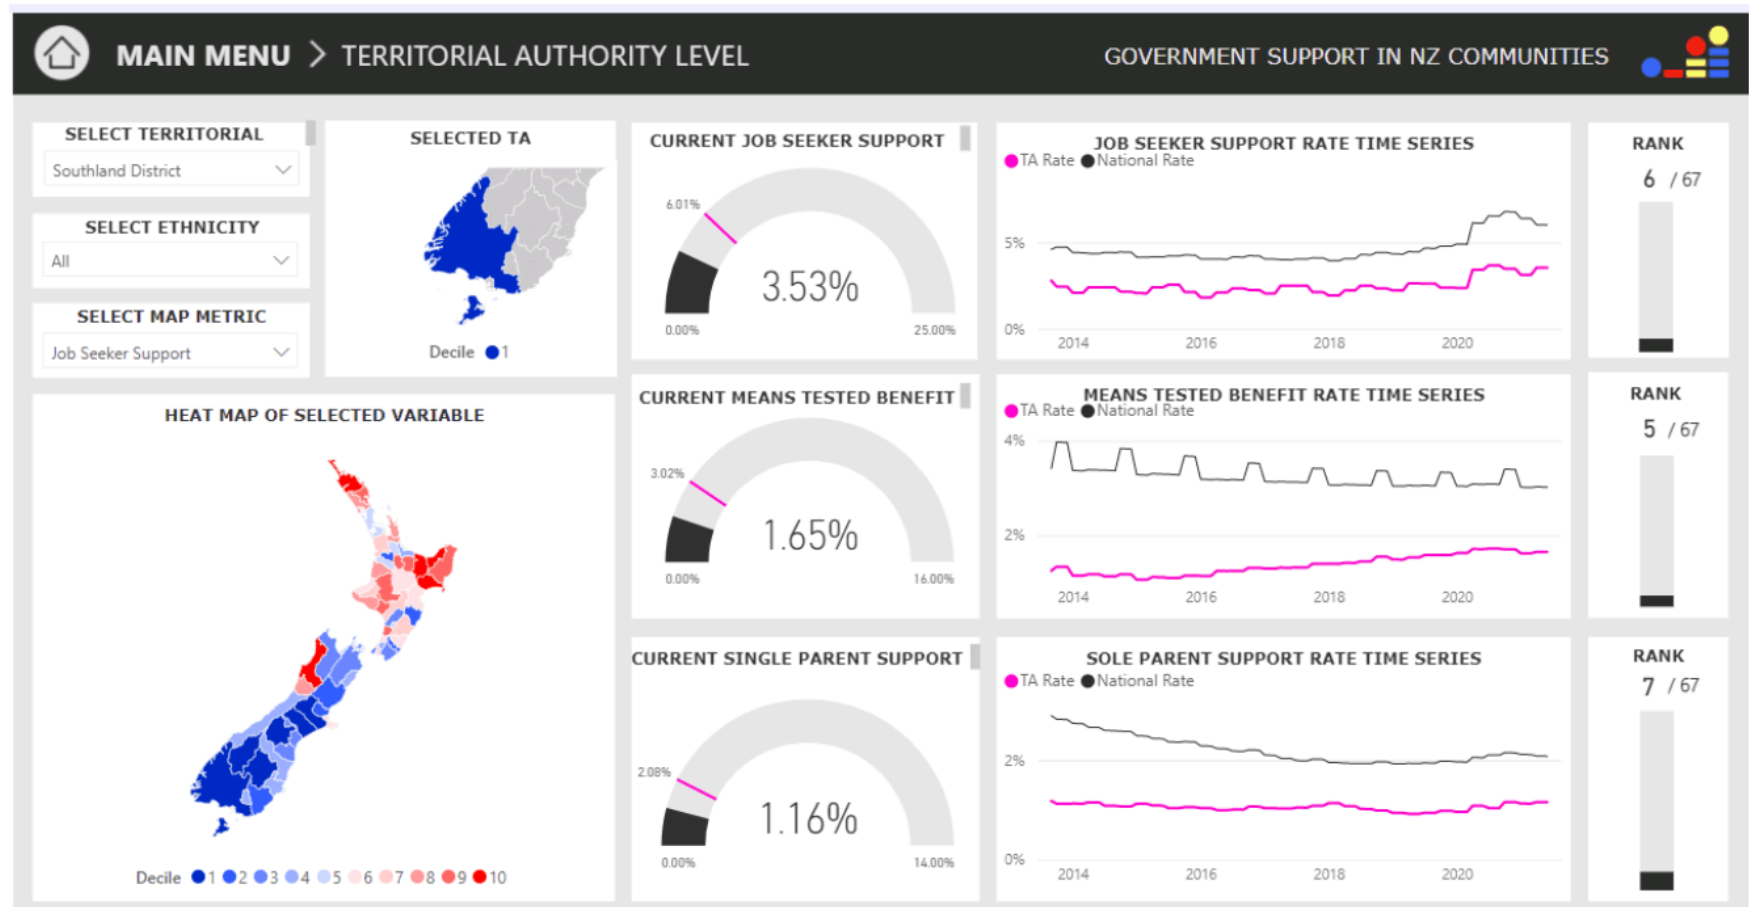 MAIN MENU > TERRITORIAL AUTHORITY LEVEL
GOVERNMENT SUPPORT IN NZ COMMUNITIES
SELECT TERRITORIAL
Southland District
SELECT ETHNICITY
All
SELECT MAP METRIC
Job Seeker Support
SELECTED TA
Decile 1
HEAT MAP OF SELECTED VARIABLE
Decile 1 2 3 4 5 6 7 8 9 10
CURRENT JOB SEEKER SUPPORT
6.01%
3.53%
0.00% 25.00%
JOB SEEKER SUPPORT RATE TIME SERIES
TA Rate National Rate
5%
0%
2014 2016 2018 2020
RANK
6 / 67
CURRENT MEANS TESTED BENEFIT
3.02%
1.65%
0.00% 16.00%
MEANS TESTED BENEFIT RATE TIME SERIES
TA Rate National Rate
4%
2%
2014 2016 2018 2020
RANK
5 / 67
CURRENT SINGLE PARENT SUPPORT
2.08%
1.16%
0.00% 14.00%
SOLE PARENT SUPPORT RATE TIME SERIES
TA Rate National Rate
2%
0%
2014 2016 2018 2020
RANK
7 / 67